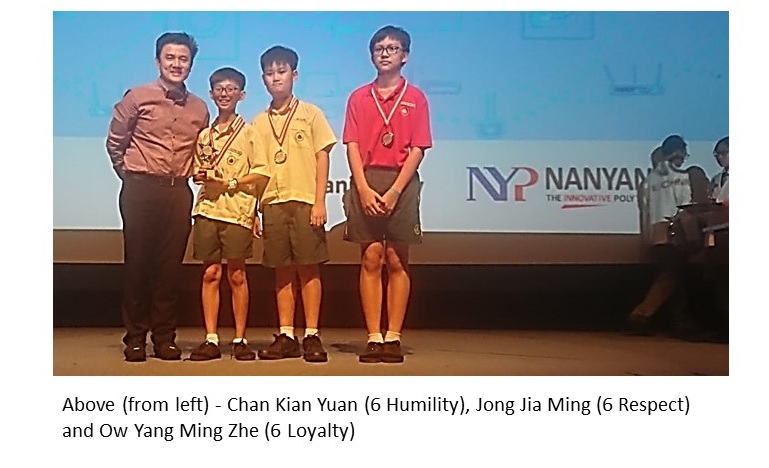 NYP NANYAN
THE INNOVATIVE POLY
Above (from left) - Chan Kian Yuan (6 Humility), Jong Jia Ming (6 Respect)
and Ow Yang Ming Zhe (6 Loyalty)